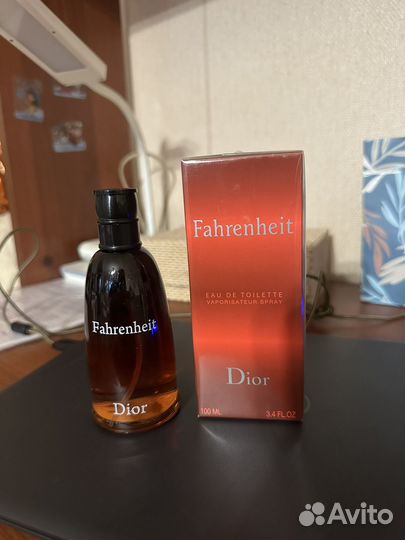 Fahrenheit
Dior
Fahrenheit
EAU DE TOILETTE
VAPORISATEUR SPRAY
Dior
100 ML 3.4 FL.OZ
Avito